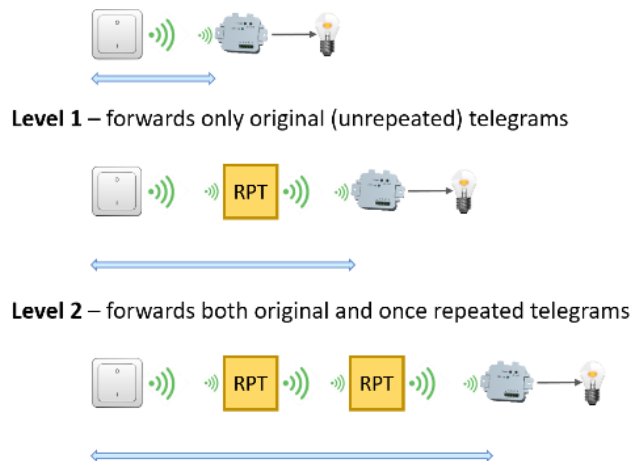 Level 1 – forwards only original (unrepeated) telegrams
RPT
Level 2 – forwards both original and once repeated telegrams
RPT RPT